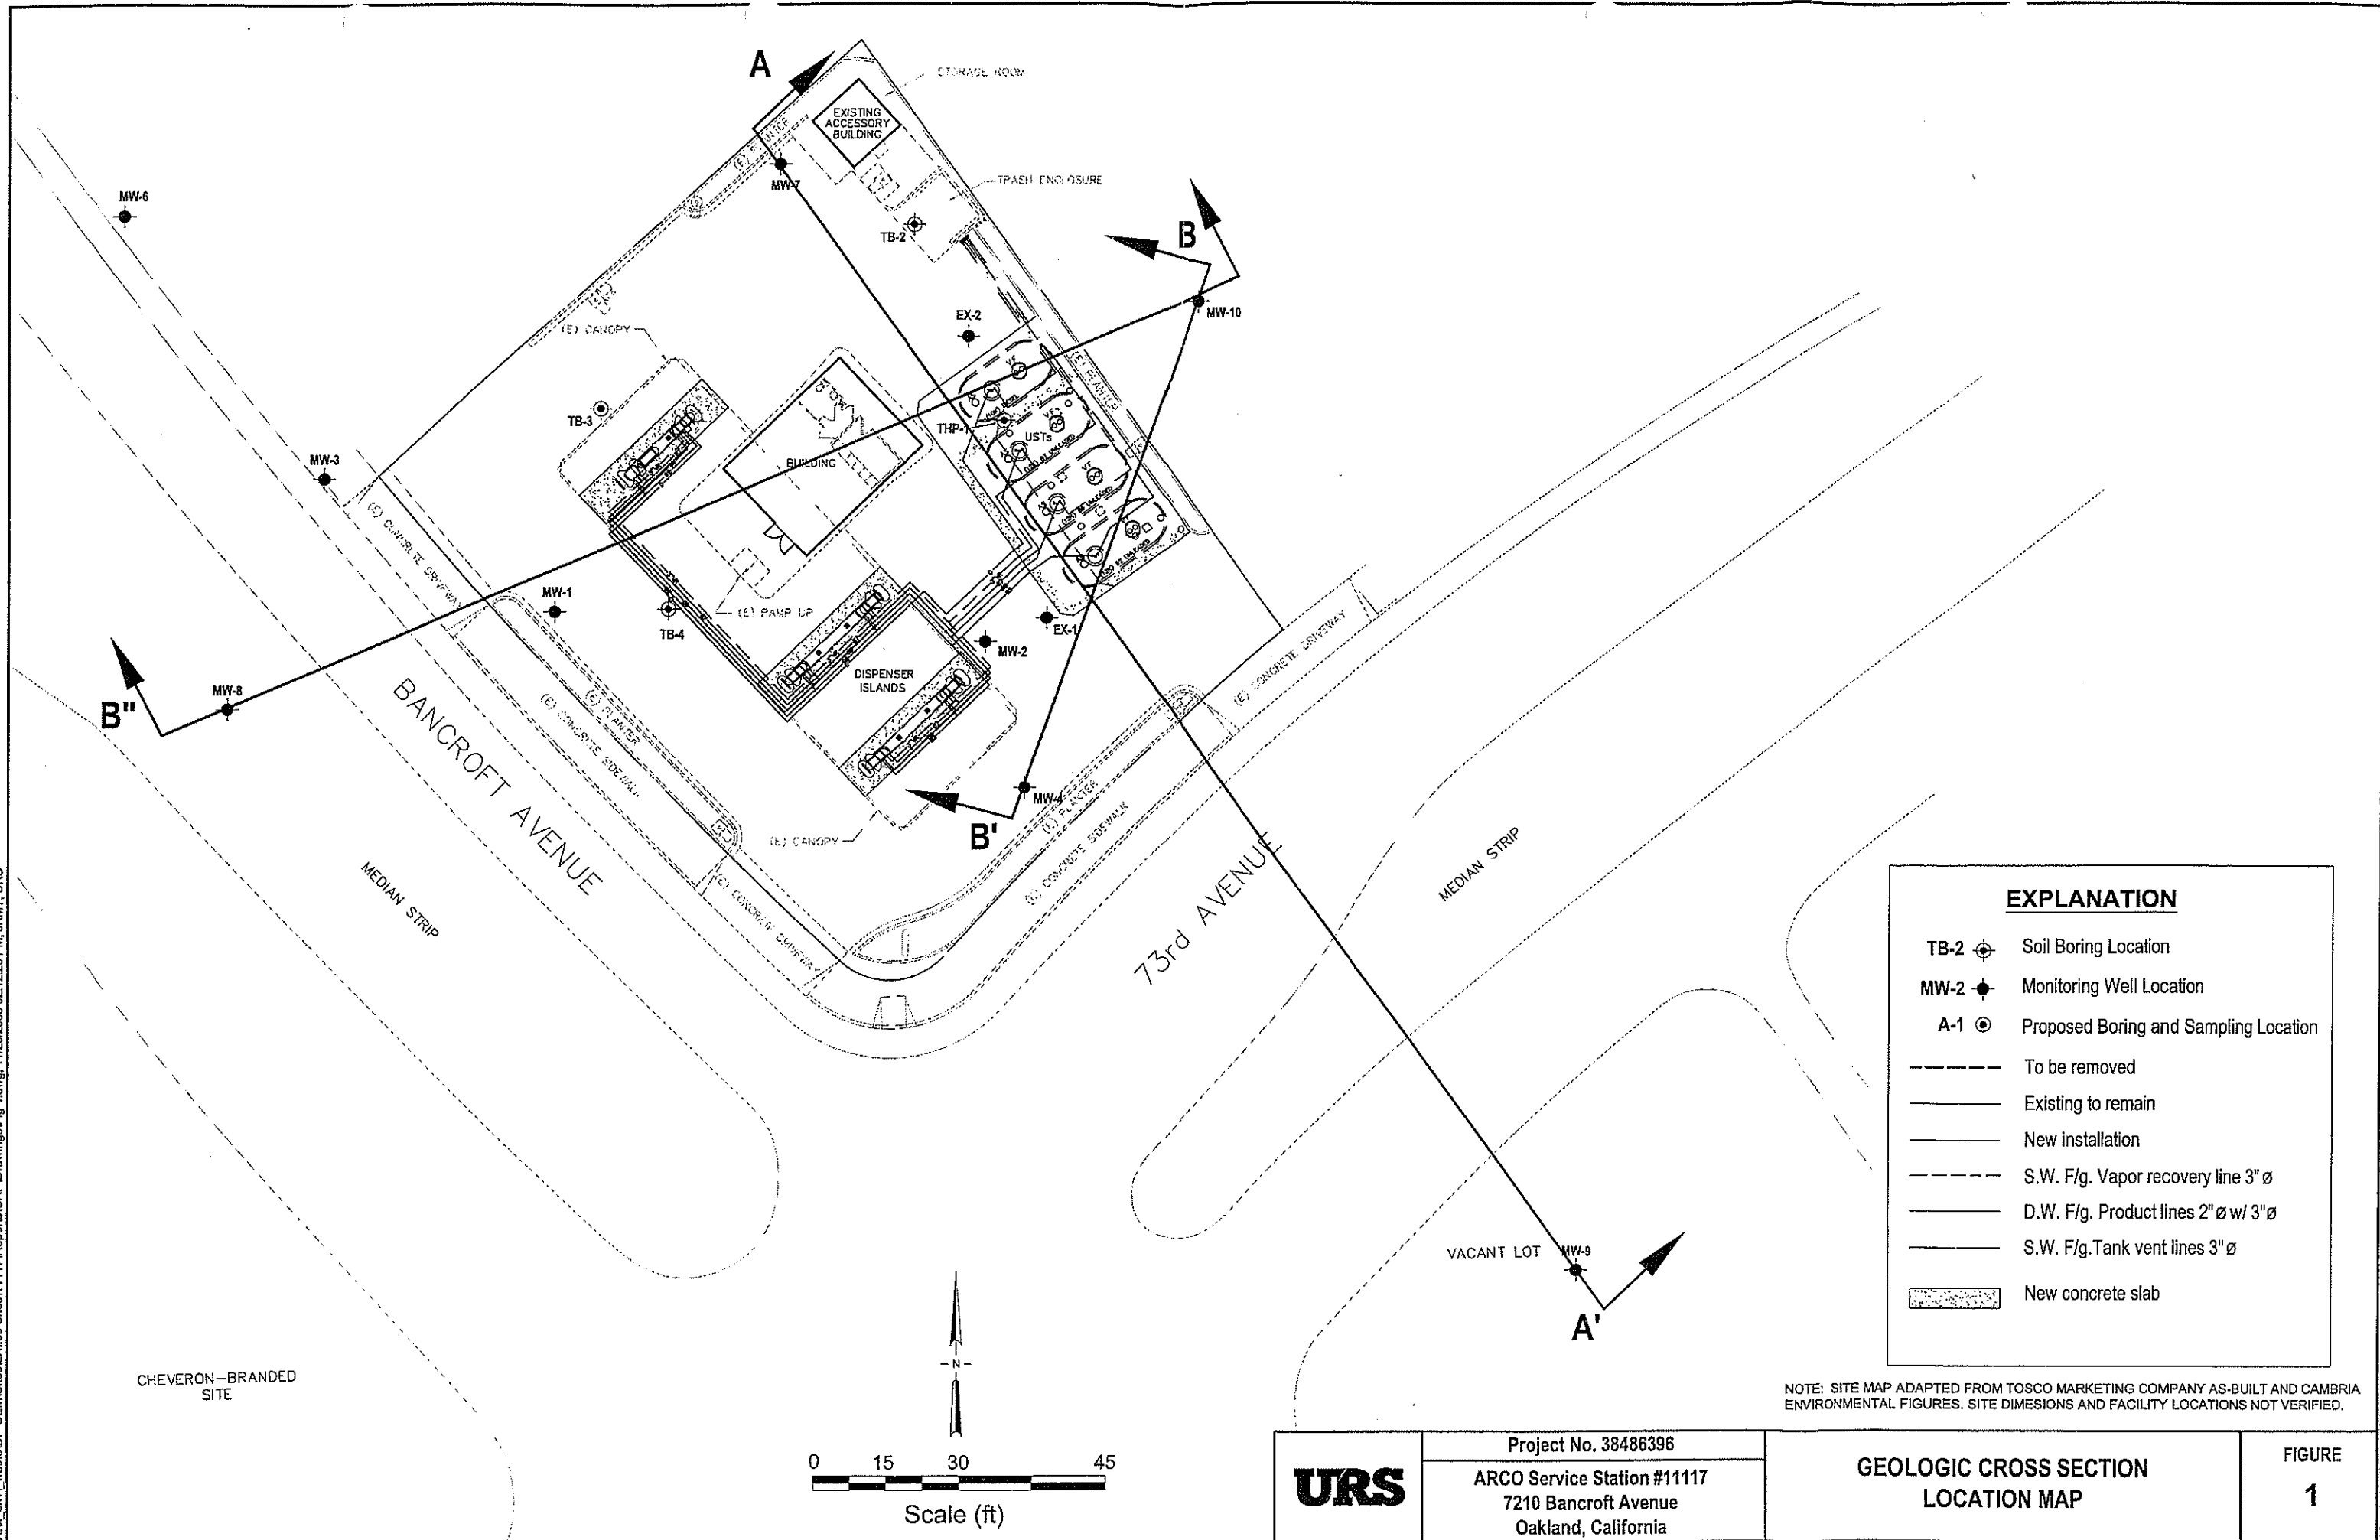 A
STORAGE ROOM
EXISTING
ACCESSORY
BUILDING
MW-7
TRASH ENCLOSURE
MW-6
TB-2
B
MW-10
EX-2
(E) CANOPY
(E) PLANTER
TB-3
THP-1
USTs
BUILDING
MW-3
(E) CONCRETE DRIVEWAY
MW-1
TB-4
(E) RAMP UP
EX-1
MW-2
DISPENSER
ISLANDS
(E) CONCRETE DRIVEWAY
B"
MW-8
BANCROFT AVENUE
(E) PLANTER
(E) CONCRETE SIDEWALK
MW-4
B'
(E) CANOPY
(E) PLANTER
(E) CONCRETE SIDEWALK
(E) CONCRETE DRIVEWAY
MEDIAN STRIP
73rd AVENUE
MEDIAN STRIP
VACANT LOT
MW-9
A'
CHEVERON-BRANDED
SITE
-N-
0 15 30 45
Scale (ft)
EXPLANATION
TB-2 Soil Boring Location
MW-2 Monitoring Well Location
A-1 Proposed Boring and Sampling Location
To be removed
Existing to remain
New installation
S.W. F/g. Vapor recovery line 3" ø
D.W. F/g. Product lines 2" ø w/ 3"ø
S.W. F/g.Tank vent lines 3" ø
New concrete slab
NOTE: SITE MAP ADAPTED FROM TOSCO MARKETING COMPANY AS-BUILT AND CAMBRIA
ENVIRONMENTAL FIGURES. SITE DIMESIONS AND FACILITY LOCATIONS NOT VERIFIED.
URS
Project No. 38486396
ARCO Service Station #11117
7210 Bancroft Avenue
Oakland, California
GEOLOGIC CROSS SECTION
LOCATION MAP
FIGURE
1